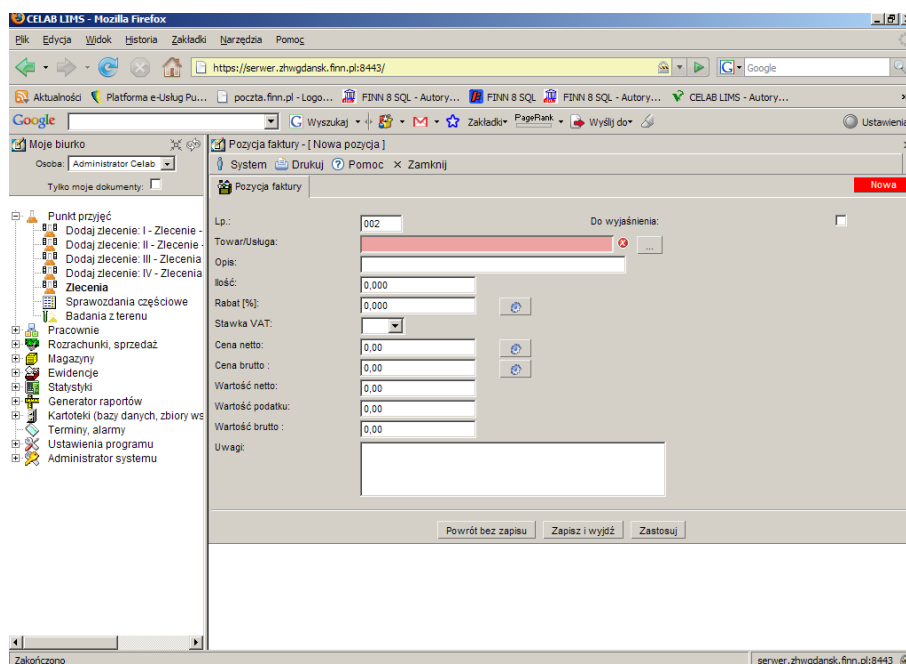 CELAB LIMS - Mozilla Firefox
Plik Edycja Widok Historia Zakładki Narzędzia Pomoc
https://serwer.zhwgdansk.finn.pl:8443/ Google
Aktualności Platforma e-Usług Pu... poczta.finn.pl - Logo... FINN 8 SQL - Autory... FINN 8 SQL FINN 8 SQL - Autory... CELAB LIMS - Autory...
Google Wyszukaj Zakładki PageRank Wyślij do Ustawienia
Moje biurko
Osoba: Administrator Celab
Tylko moje dokumenty:
Punkt przyjęć
Dodaj zlecenie: I - Zlecenie -
Dodaj zlecenie: II - Zlecenie -
Dodaj zlecenie: III - Zlecenia
Dodaj zlecenie: IV - Zlecenia
Zlecenia
Sprawozdania częściowe
Badania z terenu
Pracownie
Rozrachunki, sprzedaż
Magazyny
Ewidencje
Statystyki
Generator raportów
Kartoteki (bazy danych, zbiory ws
Terminy, alarmy
Ustawienia programu
Administrator systemu
Pozycja faktury - [ Nowa pozycja ]
System Drukuj Pomoc Zamknij
Pozycja faktury Nowa
Lp.: 002 Do wyjaśnienia:
Towar/Usługa: ...
Opis:
Ilość: 0,000
Rabat [%]: 0,000
Stawka VAT:
Cena netto: 0,00
Cena brutto : 0,00
Wartość netto: 0,00
Wartość podatku: 0,00
Wartość brutto : 0,00
Uwagi:
Powrót bez zapisu Zapisz i wyjdź Zastosuj
Zakończono serwer.zhwgdansk.finn.pl:8443